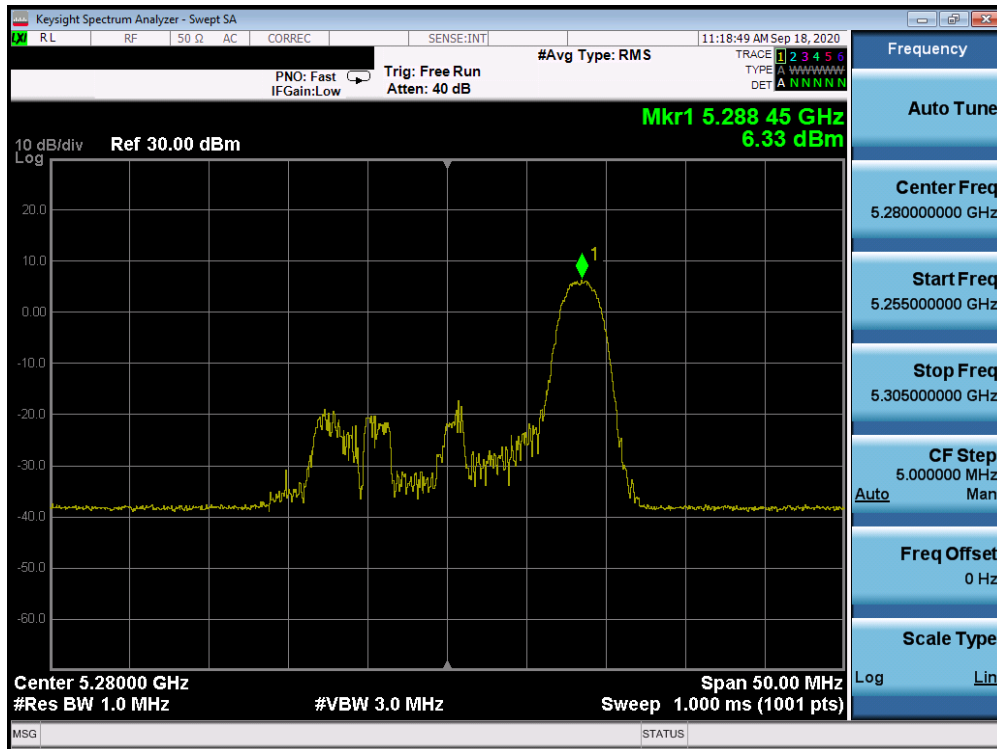 Keysight Spectrum Analyzer - Swept SA
LXI RL RF 50 Ω AC CORREC SENSE:INT 11:18:49 AM Sep 18, 2020
#Avg Type: RMS
TRACE 1 2 3 4 5 6
TYPE A WWWWW
DET A N N N N N
PNO: Fast
IFGain:Low
Trig: Free Run
Atten: 40 dB
Mkr1 5.288 45 GHz
6.33 dBm
10 dB/div
Log
Ref 30.00 dBm
20.0
10.0
0.00
-10.0
-20.0
-30.0
-40.0
-50.0
-60.0
1
Center 5.28000 GHz
Span 50.00 MHz
#Res BW 1.0 MHz
#VBW 3.0 MHz
Sweep 1.000 ms (1001 pts)
MSG
STATUS
Frequency
Auto Tune
Center Freq
5.280000000 GHz
Start Freq
5.255000000 GHz
Stop Freq
5.305000000 GHz
CF Step
5.000000 MHz
Auto Man
Freq Offset
0 Hz
Scale Type
Log Lin